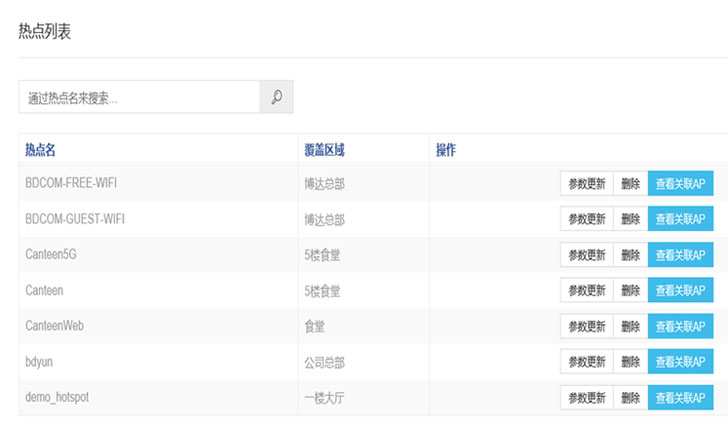 热点列表
通过热点名来搜索...
热点名 覆盖区域 操作
BDCOM-FREE-WIFI 博达总部 参数更新 删除 查看关联AP
BDCOM-GUEST-WIFI 博达总部 参数更新 删除 查看关联AP
Canteen5G 5楼食堂 参数更新 删除 查看关联AP
Canteen 5楼食堂 参数更新 删除 查看关联AP
CanteenWeb 食堂 参数更新 删除 查看关联AP
bdyun 公司总部 参数更新 删除 查看关联AP
demo_hotspot 一楼大厅 参数更新 删除 查看关联AP